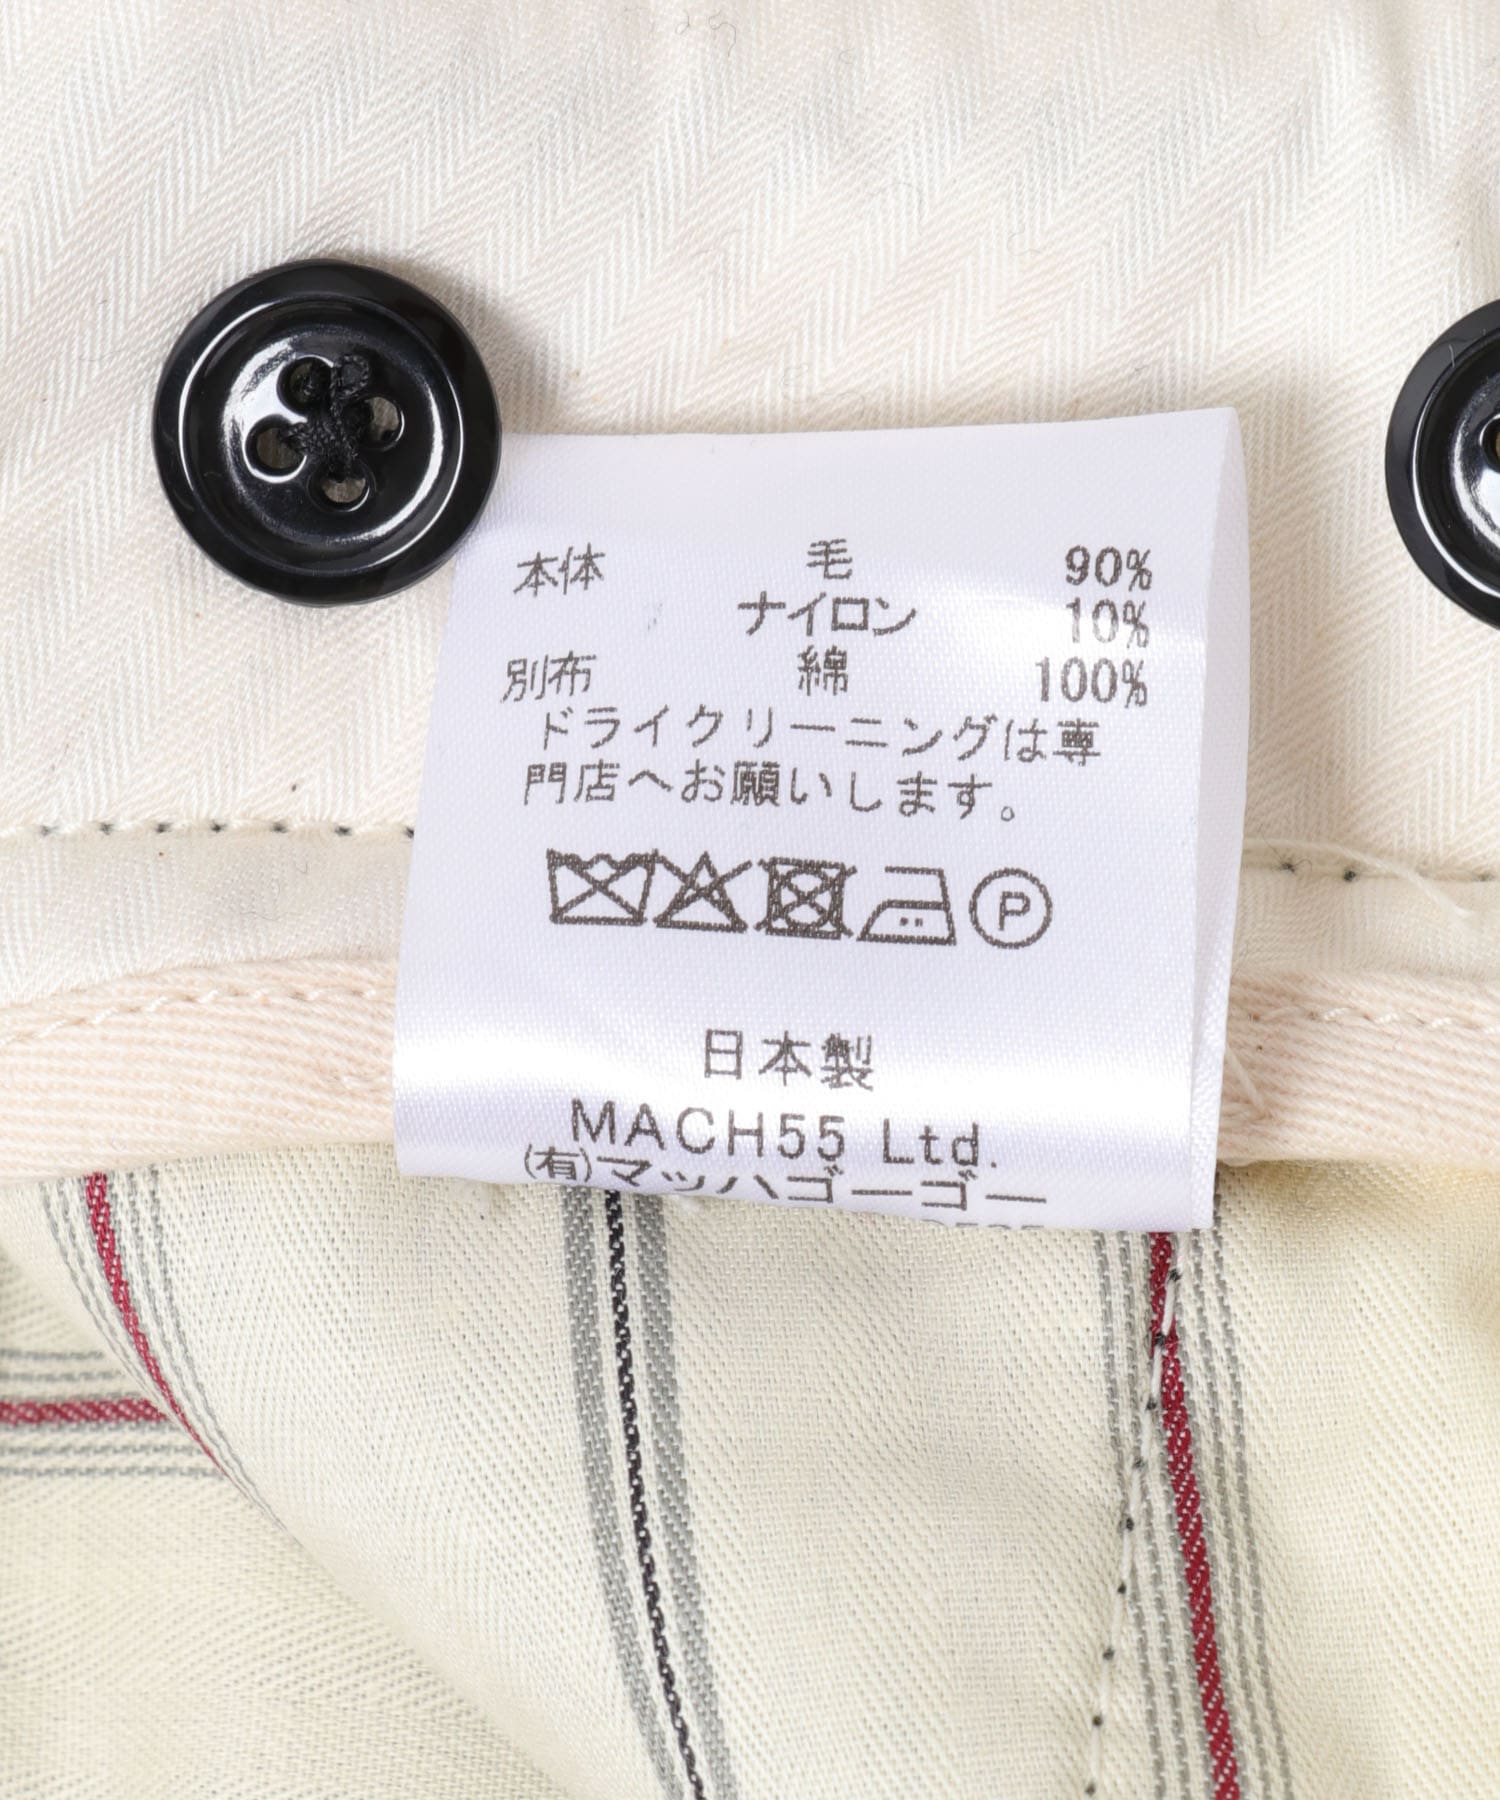 本体 毛 90%
ナイロン 10%
別布 綿 100%
ドライクリーニングは専
門店へお願いします。
P
日本製
MACH55 Ltd.
(有)マッハゴーゴー